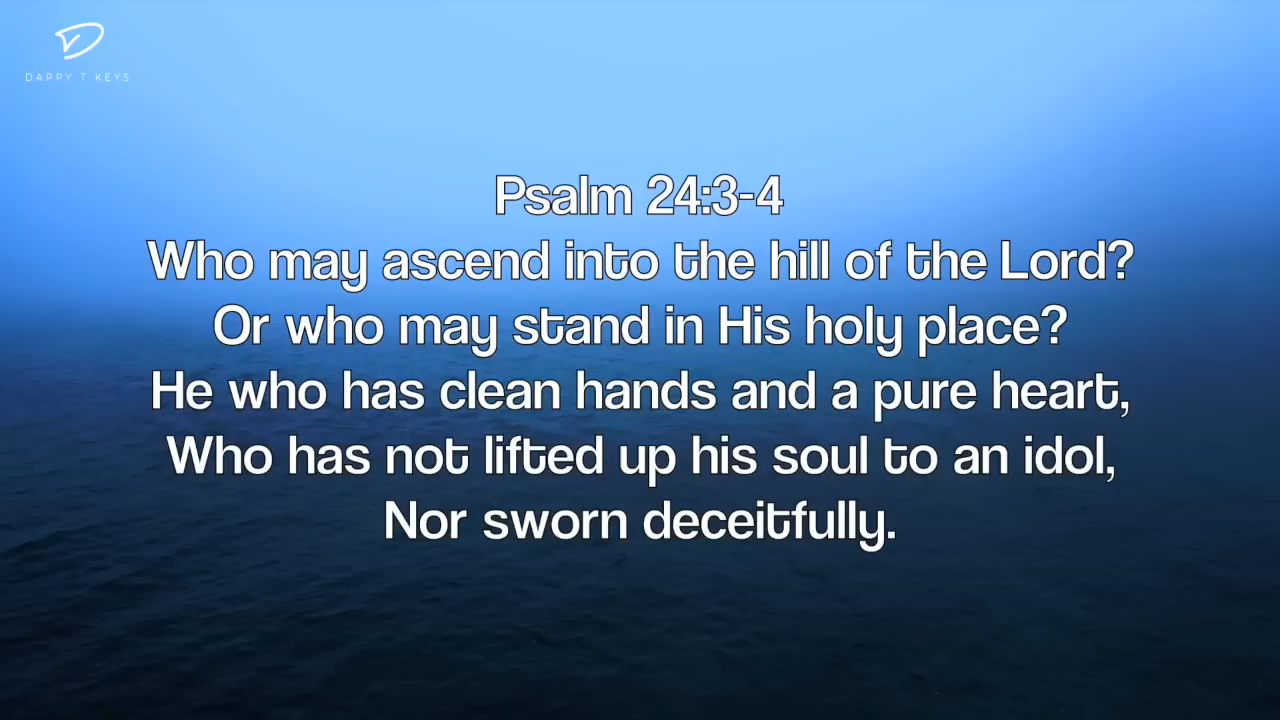 DAPPY T KEYS
Psalm 24:3-4
Who may ascend into the hill of the Lord?
Or who may stand in His holy place?
He who has clean hands and a pure heart,
Who has not lifted up his soul to an idol,
Nor sworn deceitfully.